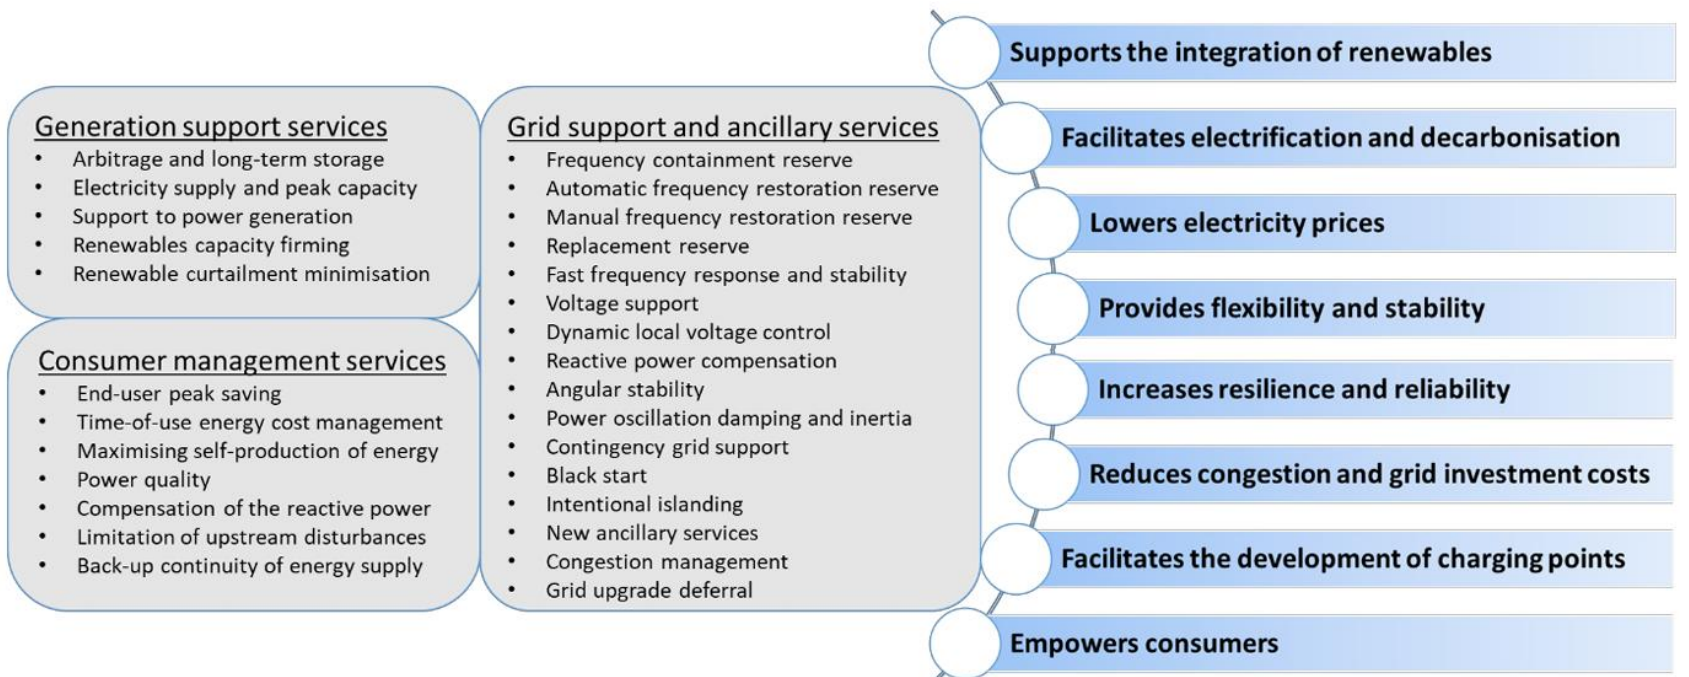 Generation support services
• Arbitrage and long-term storage
• Electricity supply and peak capacity
• Support to power generation
• Renewables capacity firming
• Renewable curtailment minimisation
Consumer management services
• End-user peak saving
• Time-of-use energy cost management
• Maximising self-production of energy
• Power quality
• Compensation of the reactive power
• Limitation of upstream disturbances
• Back-up continuity of energy supply
Grid support and ancillary services
• Frequency containment reserve
• Automatic frequency restoration reserve
• Manual frequency restoration reserve
• Replacement reserve
• Fast frequency response and stability
• Voltage support
• Dynamic local voltage control
• Reactive power compensation
• Angular stability
• Power oscillation damping and inertia
• Contingency grid support
• Black start
• Intentional islanding
• New ancillary services
• Congestion management
• Grid upgrade deferral
Supports the integration of renewables
Facilitates electrification and decarbonisation
Lowers electricity prices
Provides flexibility and stability
Increases resilience and reliability
Reduces congestion and grid investment costs
Facilitates the development of charging points
Empowers consumers